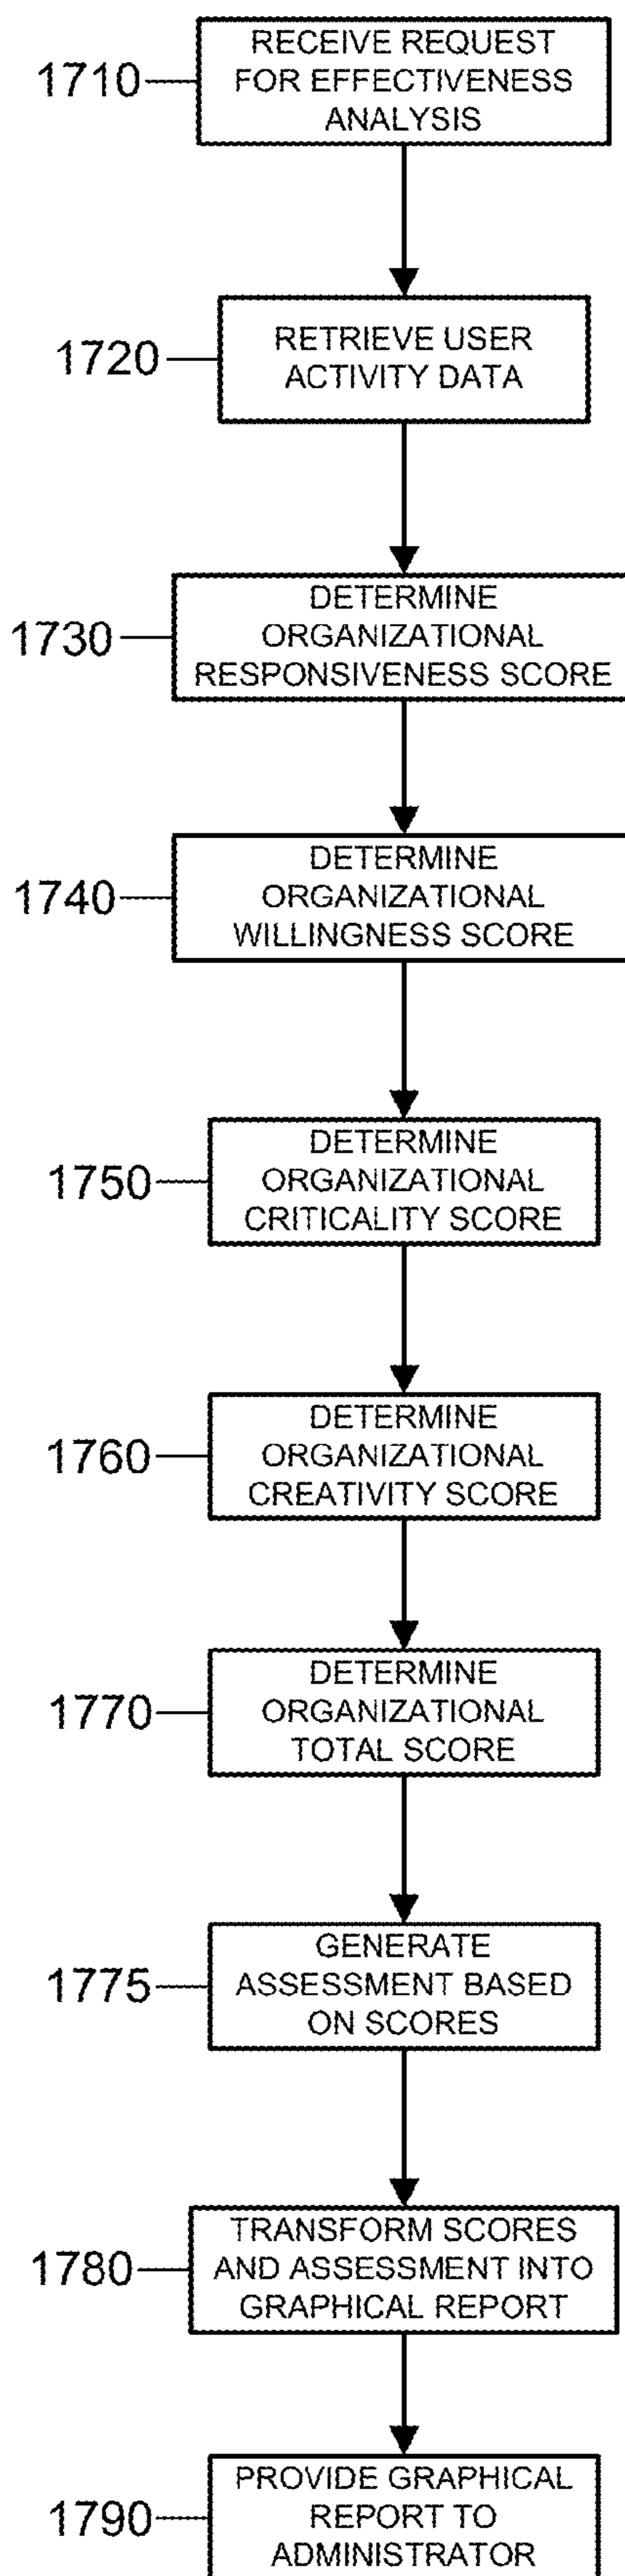 1710
RECEIVE REQUEST
FOR EFFECTIVENESS
ANALYSIS
1720
RETRIEVE USER
ACTIVITY DATA
1730
DETERMINE
ORGANIZATIONAL
RESPONSIVENESS SCORE
1740
DETERMINE
ORGANIZATIONAL
WILLINGNESS SCORE
1750
DETERMINE
ORGANIZATIONAL
CRITICALITY SCORE
1760
DETERMINE
ORGANIZATIONAL
CREATIVITY SCORE
1770
DETERMINE
ORGANIZATIONAL
TOTAL SCORE
1775
GENERATE
ASSESSMENT BASED
ON SCORES
1780
TRANSFORM SCORES
AND ASSESSMENT INTO
GRAPHICAL REPORT
1790
PROVIDE GRAPHICAL
REPORT TO
ADMINISTRATOR